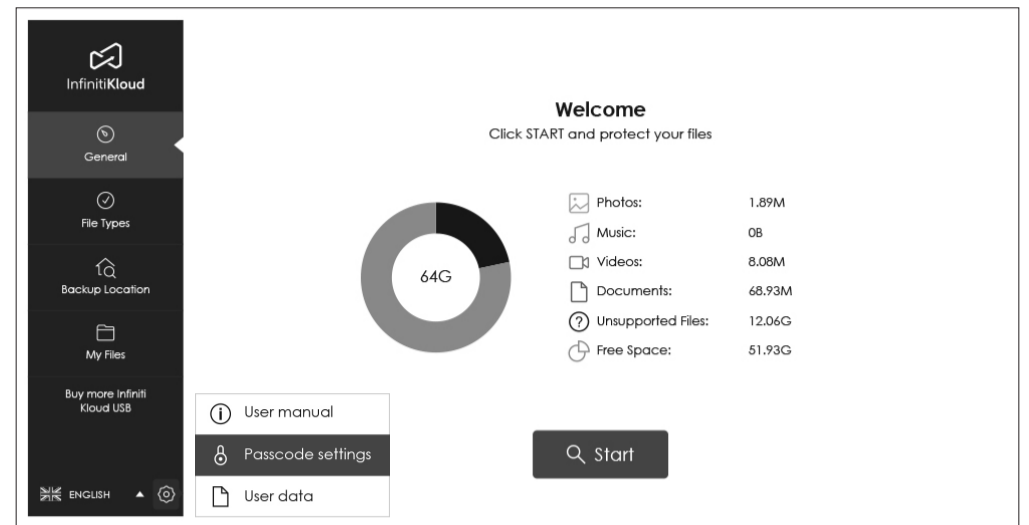 InfinitiKloud
General
File Types
Backup Location
My Files
Buy more Infiniti
Kloud USB
ENGLISH
Welcome
Click START and protect your files
64G
Photos: 1.89M
Music: 0B
Videos: 8.08M
Documents: 68.93M
Unsupported Files: 12.06G
Free Space: 51.93G
User manual
Passcode settings
User data
Start